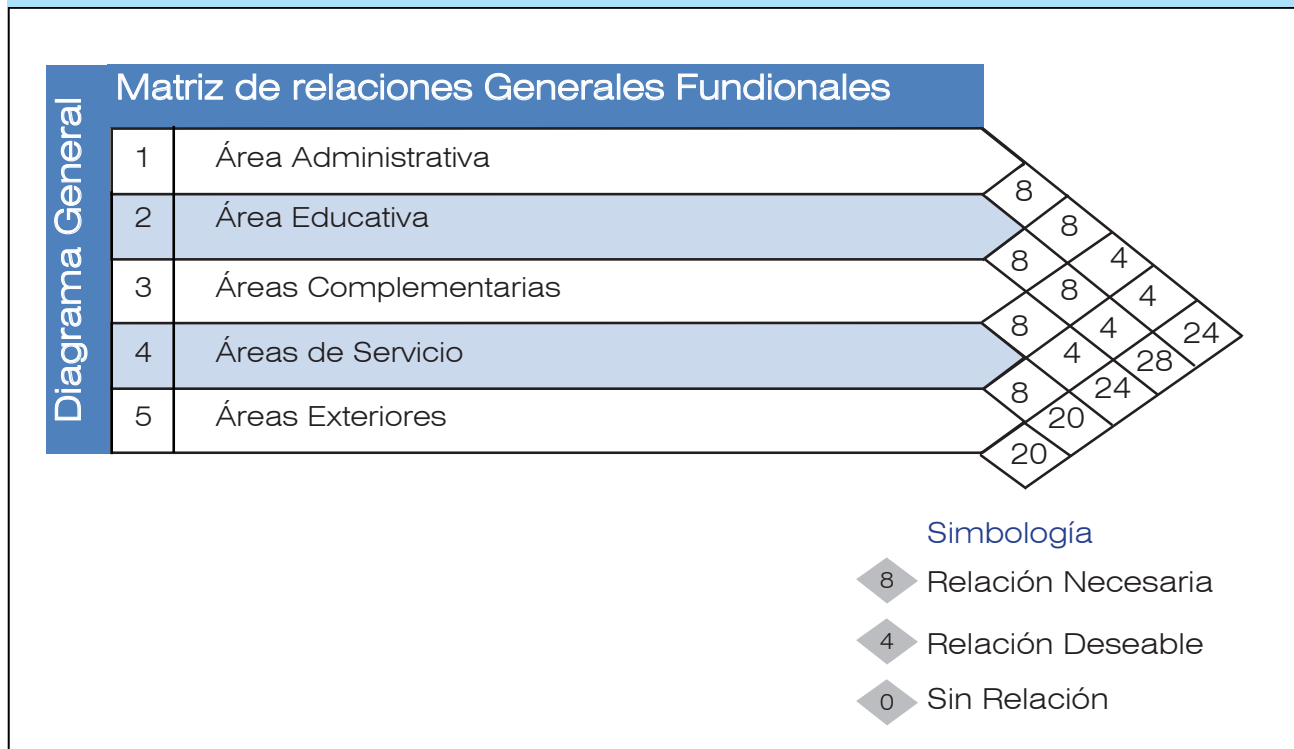 Diagrama General
Matriz de relaciones Generales Fundionales
1 Área Administrativa
2 Área Educativa
3 Áreas Complementarias
4 Áreas de Servicio
5 Áreas Exteriores
8
8
8 4
8 4
8 4 24
4 28
8 24
20
20
Simbología
8 Relación Necesaria
4 Relación Deseable
0 Sin Relación